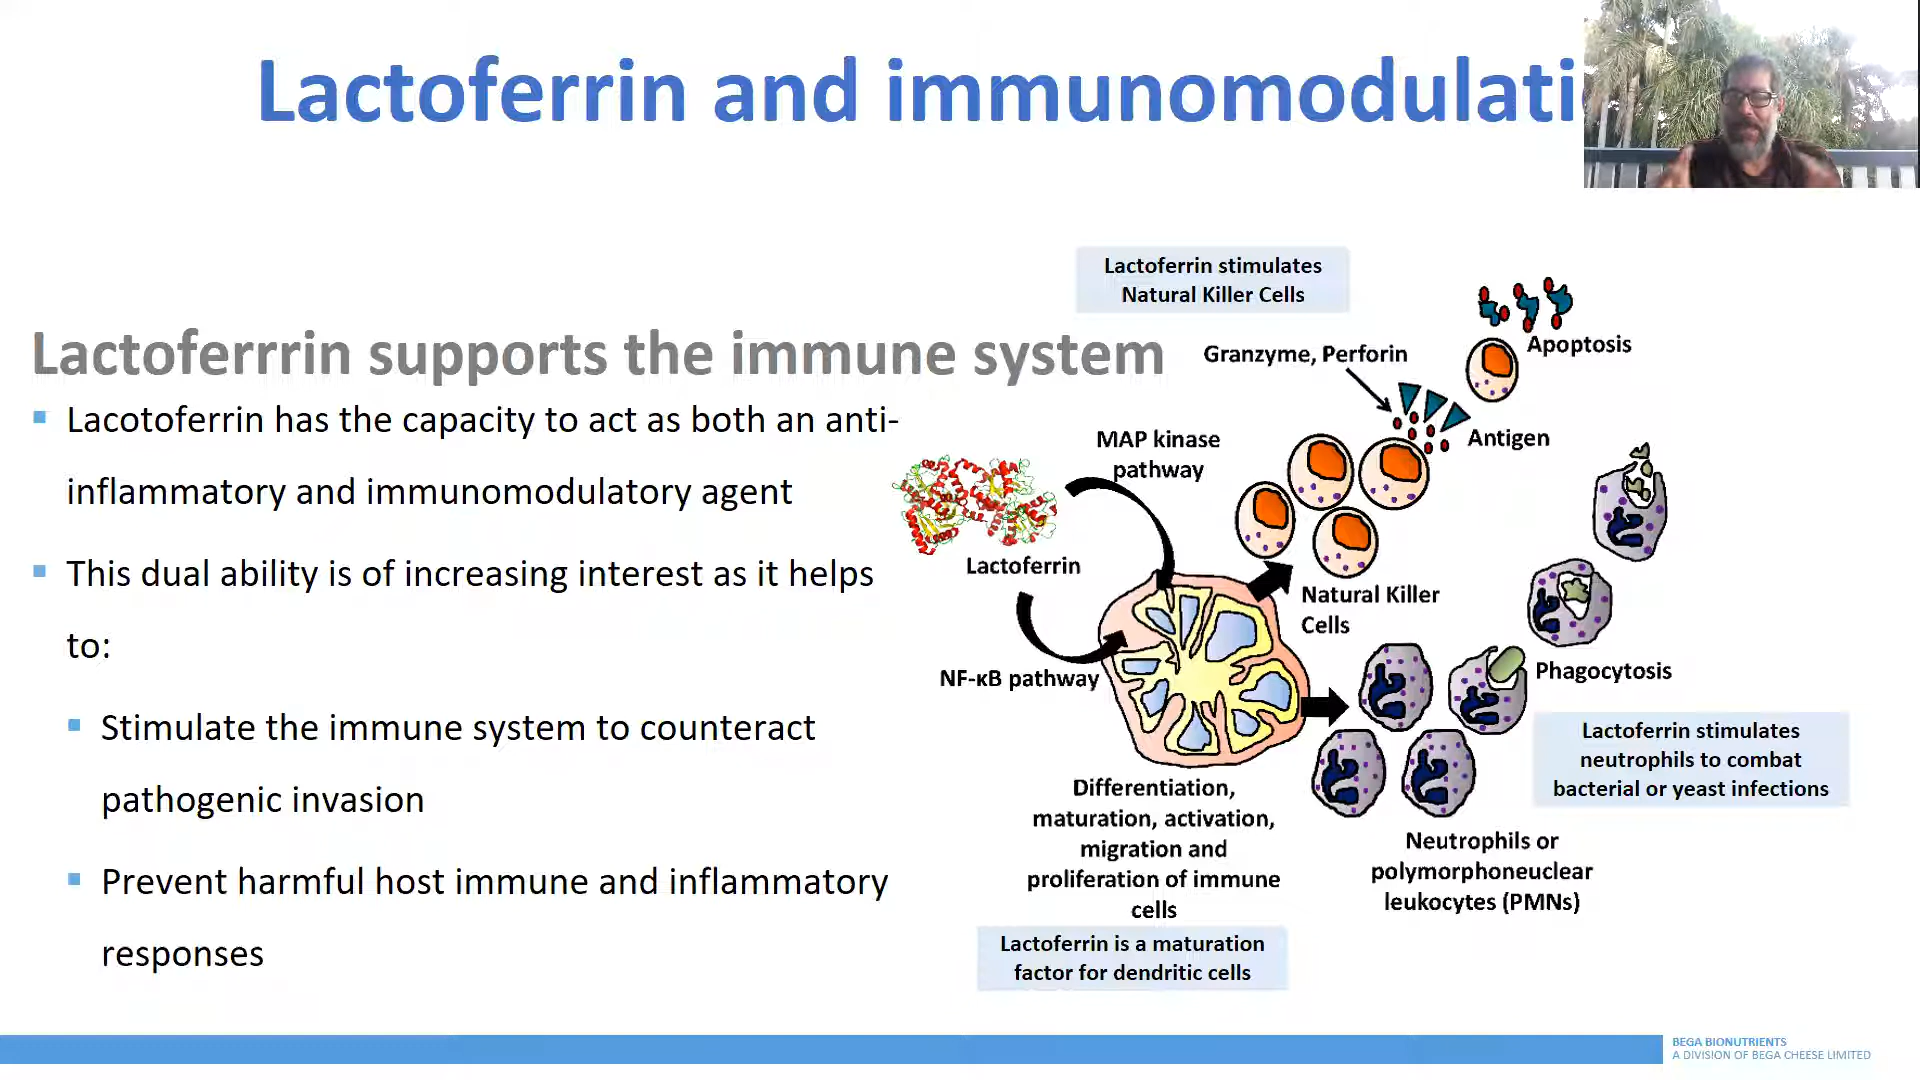 Lactoferrin and immunomodulati
Lactoferrrin supports the immune system
Lacotoferrin has the capacity to act as both an anti-
inflammatory and immunomodulatory agent
This dual ability is of increasing interest as it helps
to:
Stimulate the immune system to counteract
pathogenic invasion
Prevent harmful host immune and inflammatory
responses
Lactoferrin stimulates
Natural Killer Cells
Granzyme, Perforin
Apoptosis
Antigen
MAP kinase
pathway
Lactoferrin
NF-κB pathway
Natural Killer
Cells
Phagocytosis
Lactoferrin stimulates
neutrophils to combat
bacterial or yeast infections
Differentiation,
maturation, activation,
migration and
proliferation of immune
cells
Neutrophils or
polymorphoneuclear
leukocytes (PMNs)
Lactoferrin is a maturation
factor for dendritic cells
BEGA BIONUTRIENTS
A DIVISION OF BEGA CHEESE LIMITED